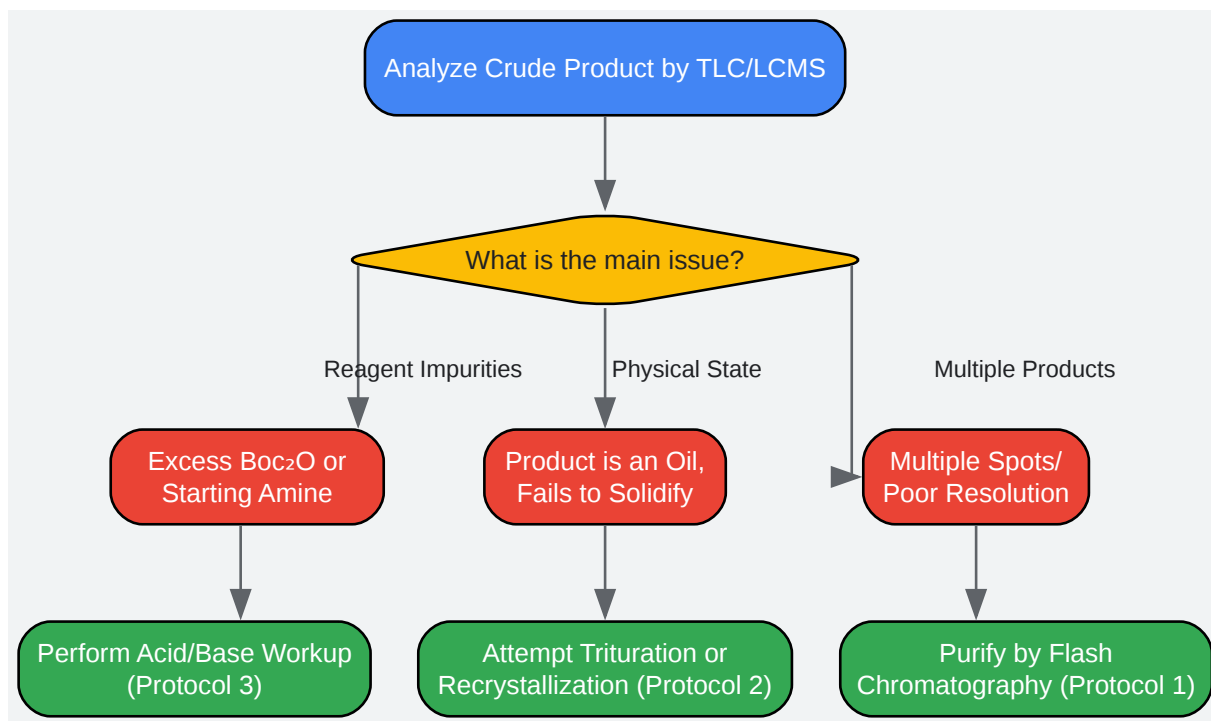 Analyze Crude Product by TLC/LCMS
What is the main issue?
Reagent Impurities
Physical State
Multiple Products
Excess Boc₂O or
Starting Amine
Product is an Oil,
Fails to Solidify
Multiple Spots/
Poor Resolution
Perform Acid/Base Workup
(Protocol 3)
Attempt Trituration or
Recrystallization (Protocol 2)
Purify by Flash
Chromatography (Protocol 1)